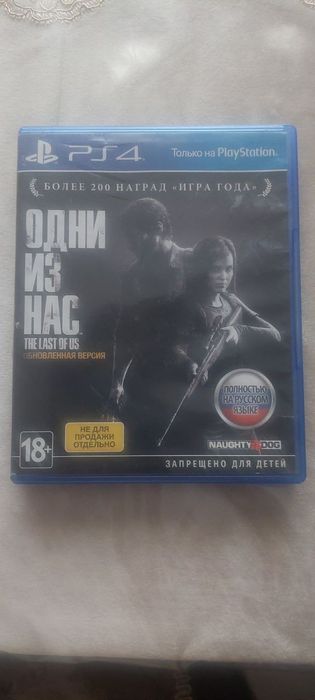 PS4
Только на PlayStation
БОЛЕЕ 200 НАГРАД «ИГРА ГОДА»
ОДНИ
ИЗ
НАС
THE LAST OF US
ОБНОВЛЕННАЯ ВЕРСИЯ
ПОЛНОСТЬЮ
НА РУССКОМ
ЯЗЫКЕ
НЕ ДЛЯ
ПРОДАЖИ
ОТДЕЛЬНО
NAUGHTY DOG
18+
ЗАПРЕЩЕНО ДЛЯ ДЕТЕЙ